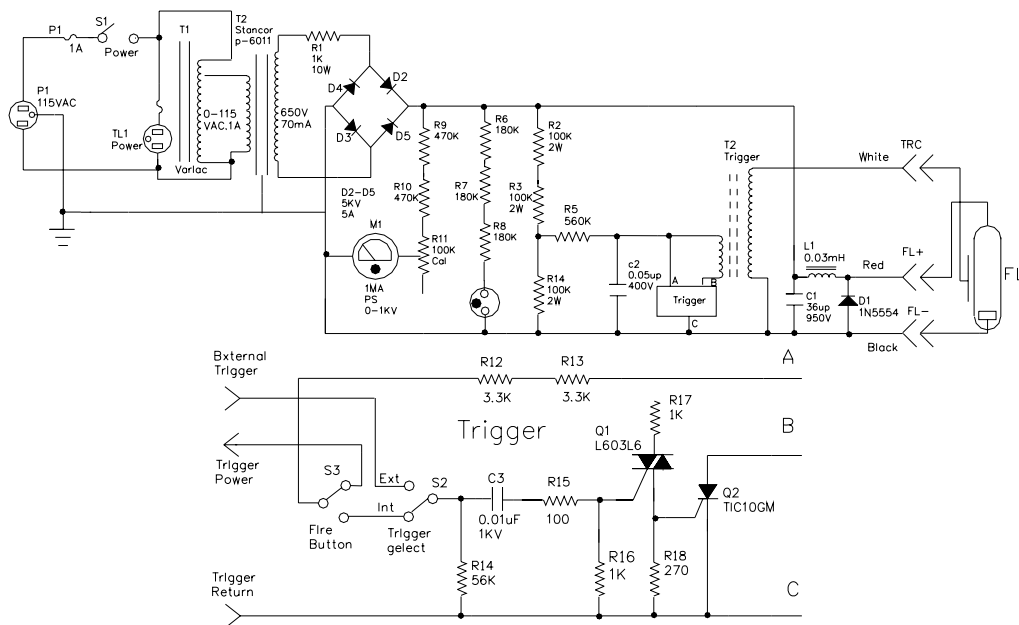 P1
1A
S1
Power
T1
T2
Stancor
p-6011
R1
1K
10W
P1
115VAC
TL1
Power
0-115
VAC,1A
Varlac
650V
70mA
D4
D2
D3
D5
D2-D5
5KV
5A
R9
470K
R10
470K
R11
100K
Cal
M1
1MA
PS
0-1KV
R6
180K
R7
180K
R8
180K
R2
100K
2W
R3
100K
2W
R5
560K
R14
100K
2W
c2
0.05up
400V
A
B
Trigger
C
T2
Trigger
White
TRC
L1
0.03mH
Red
FL+
C1
36up
950V
D1
1N5554
FL-
Black
FL
Bxternal
Trlgger
Trlgger
Power
R12
3.3K
R13
3.3K
A
Trigger
B
R17
1K
Q1
L603L6
S3
Ext
S2
Int
FIre
Button
Trlgger
gelect
C3
0.01uF
1KV
R15
100
Q2
TIC10GM
R14
56K
R16
1K
R18
270
Trlgger
Return
C